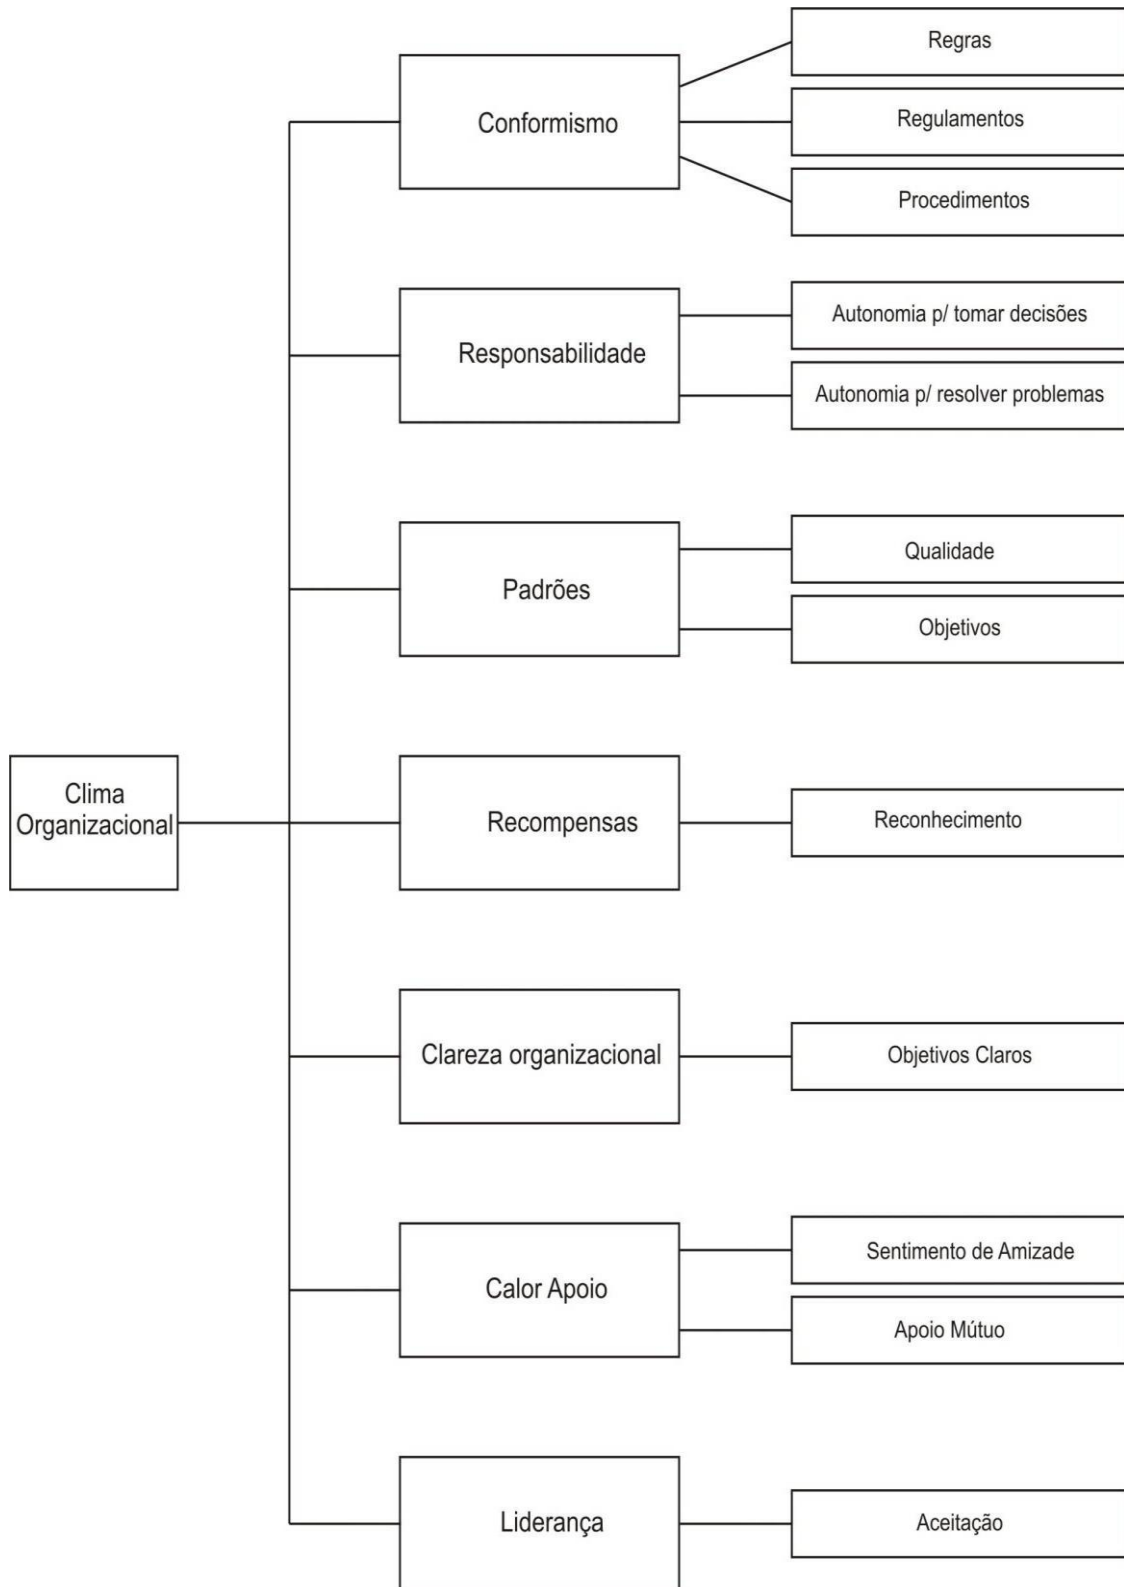 Regras
Conformismo
Regulamentos
Procedimentos
Autonomia p/ tomar decisões
Responsabilidade
Autonomia p/ resolver problemas
Qualidade
Padrões
Objetivos
Clima
Organizacional
Recompensas
Reconhecimento
Clareza organizacional
Objetivos Claros
Sentimento de Amizade
Calor Apoio
Apoio Mútuo
Liderança
Aceitação